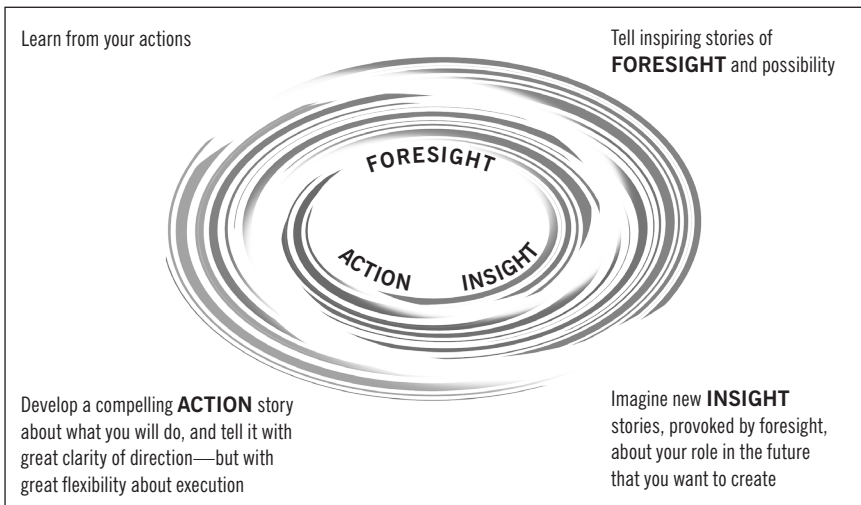 Learn from your actions
Tell inspiring stories of
FORESIGHT and possibility
FORESIGHT
ACTION
INSIGHT
Develop a compelling ACTION story
about what you will do, and tell it with
great clarity of direction—but with
great flexibility about execution
Imagine new INSIGHT
stories, provoked by foresight,
about your role in the future
that you want to create